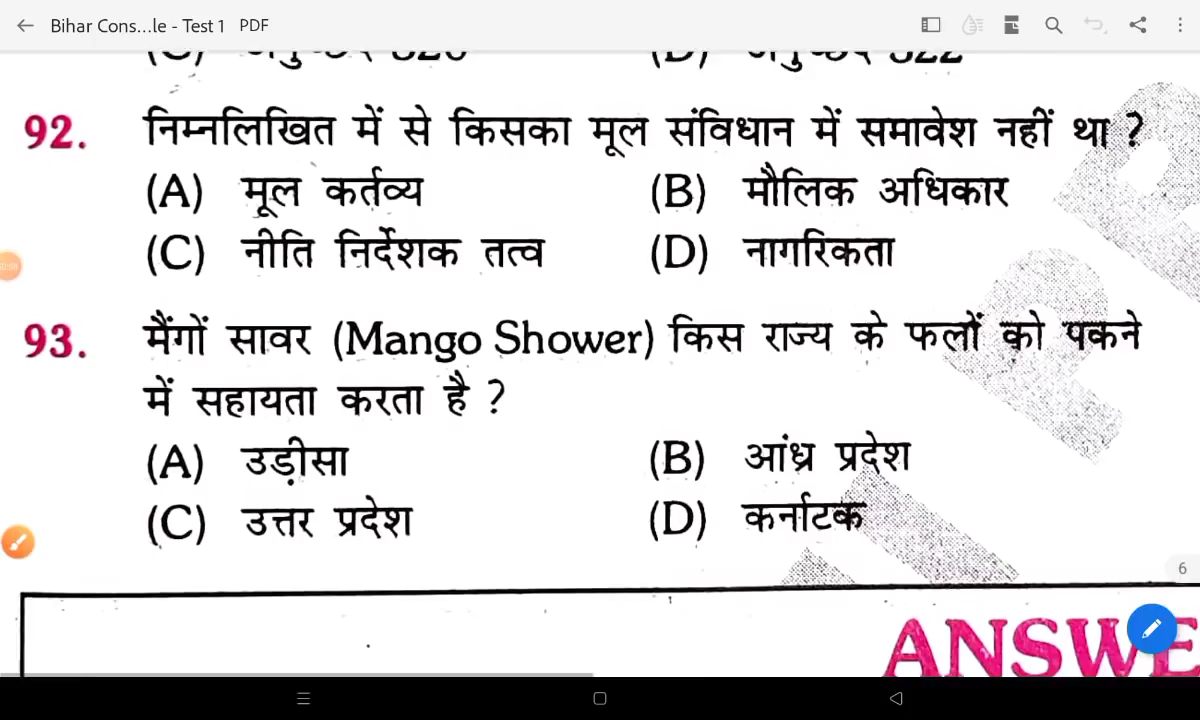 Bihar Cons...le - Test 1 PDF
92. निम्नलिखित में से किसका मूल संविधान में समावेश नहीं था ?
(A) मूल कर्तव्य (B) मौलिक अधिकार
(C) नीति निर्देशक तत्व (D) नागरिकता
93. मैंगों सावर (Mango Shower) किस राज्य के फलों को पकने
में सहायता करता है ?
(A) उड़ीसा (B) आंध्र प्रदेश
(C) उत्तर प्रदेश (D) कर्नाटक
6